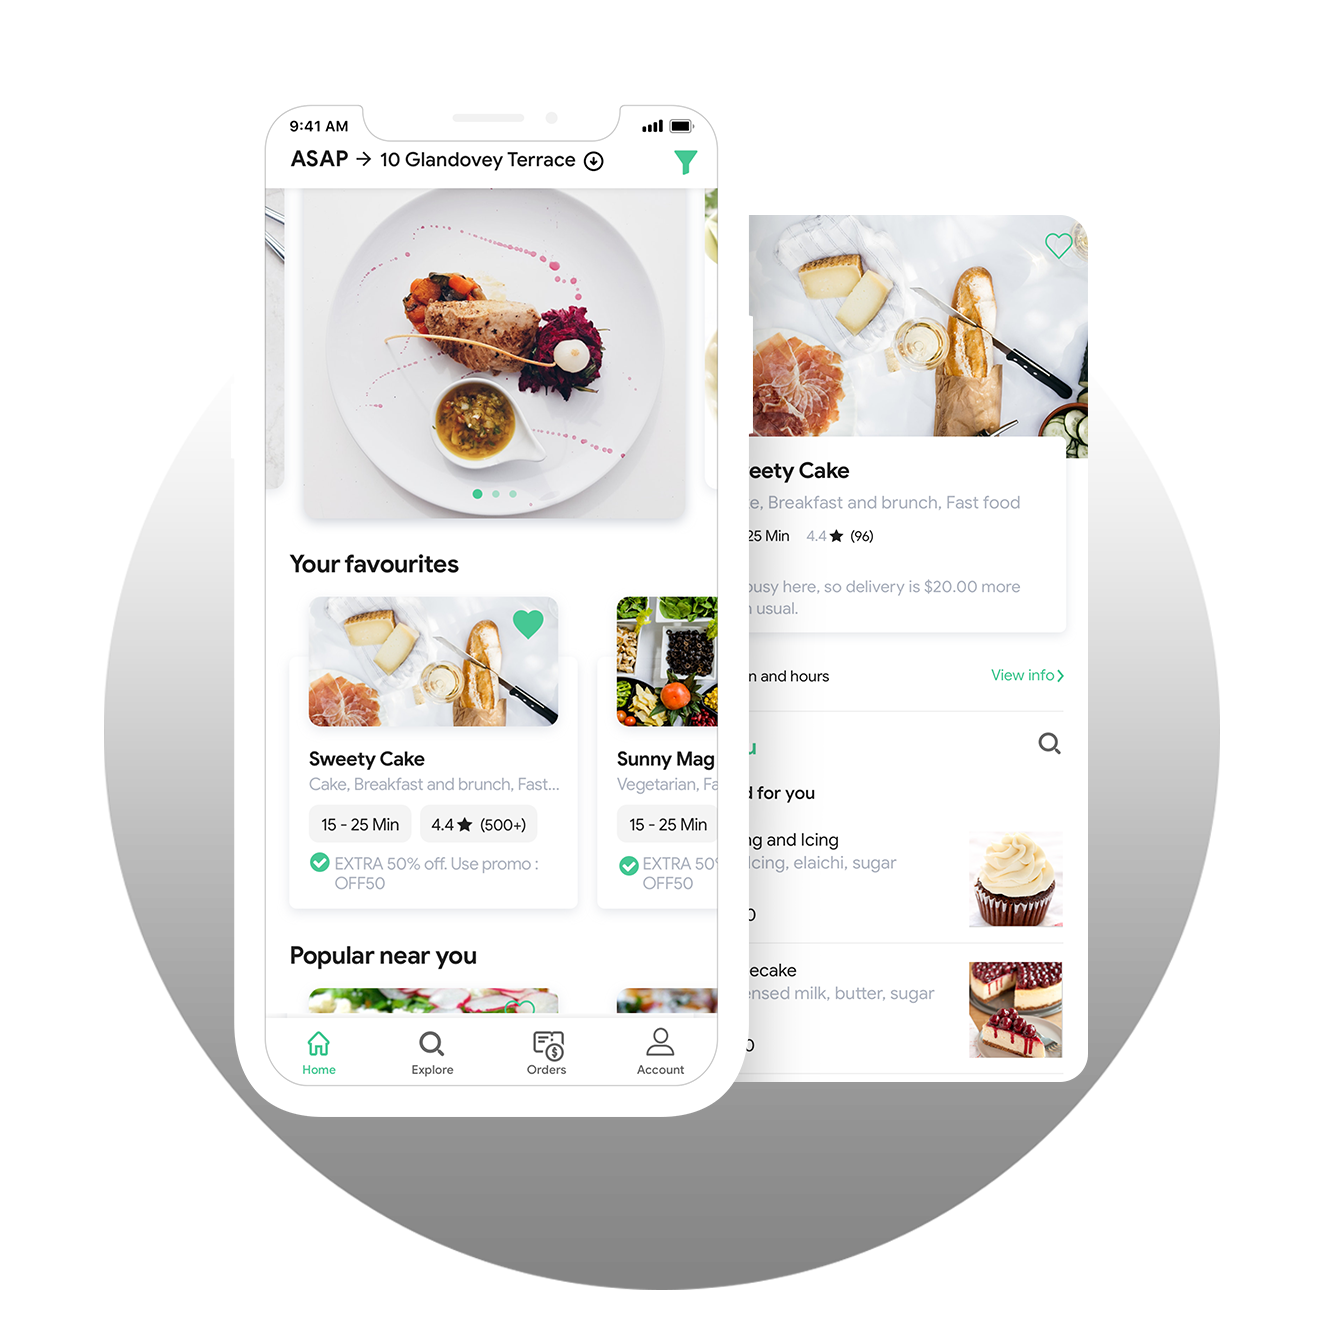 9:41 AM
ASAP → 10 Glandovey Terrace
Your favourites
Sweety Cake
Cake, Breakfast and brunch, Fast...
15 - 25 Min 4.4★ (500+)
EXTRA 50% off. Use promo :
OFF50
Sunny Mag
Vegetarian, Fa
15 - 25 Min
EXTRA 50%
OFF50
Popular near you
Home Explore Orders Account
eety Cake
e, Breakfast and brunch, Fast food
25 Min 4.4★ (96)
busy here, so delivery is $20.00 more
n usual.
n and hours View info >
u
d for you
ng and Icing
Icing, elaichi, sugar
0
ecake
ensed milk, butter, sugar
0